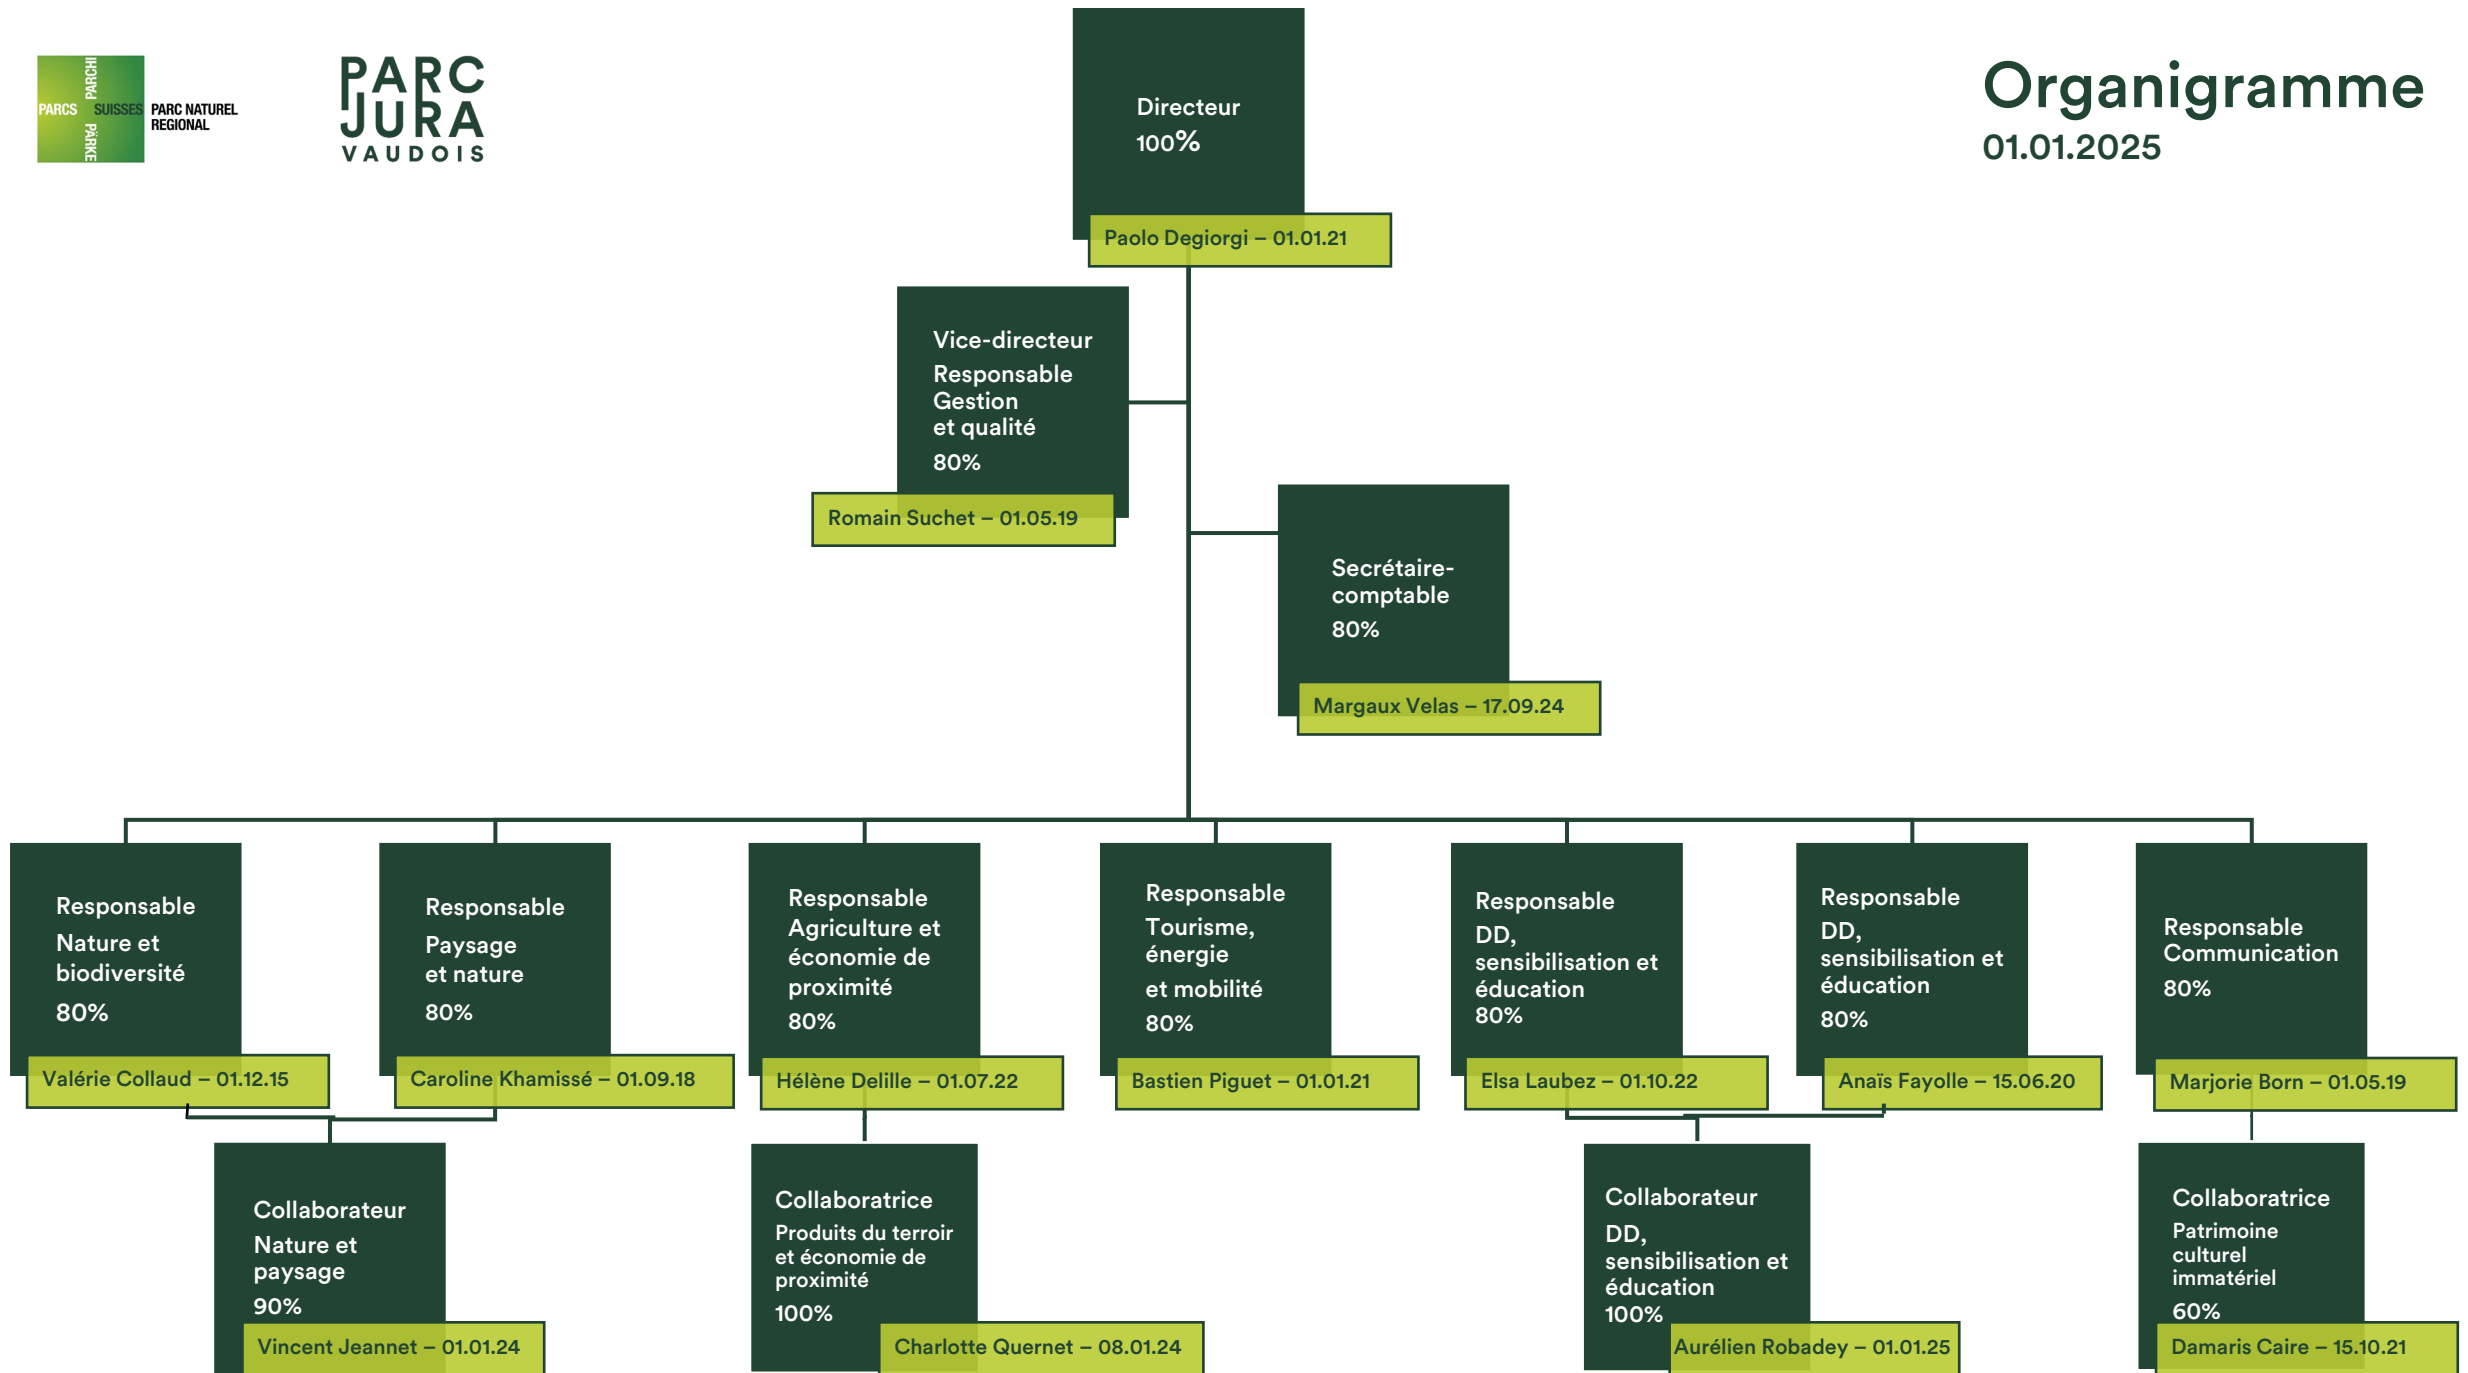 PARCS SUISSES
PARCHI
PÄRKE
PARC NATUREL
REGIONAL
PARC
JURA
VAUDOIS
Organigramme
01.01.2025
Directeur
100%
Paolo Degiorgi – 01.01.21
Vice-directeur
Responsable
Gestion
et qualité
80%
Romain Suchet – 01.05.19
Secrétaire-
comptable
80%
Margaux Velas – 17.09.24
Responsable
Nature et
biodiversité
80%
Valérie Collaud – 01.12.15
Responsable
Paysage
et nature
80%
Caroline Khamissé – 01.09.18
Responsable
Agriculture et
économie de
proximité
80%
Hélène Delille – 01.07.22
Responsable
Tourisme,
énergie
et mobilité
80%
Bastien Piguet – 01.01.21
Responsable
DD,
sensibilisation et
éducation
80%
Elsa Laubez – 01.10.22
Responsable
DD,
sensibilisation et
éducation
80%
Anaïs Fayolle – 15.06.20
Responsable
Communication
80%
Marjorie Born – 01.05.19
Collaborateur
Nature et
paysage
90%
Vincent Jeannet – 01.01.24
Collaboratrice
Produits du terroir
et économie de
proximité
100%
Charlotte Quernet – 08.01.24
Collaborateur
DD,
sensibilisation et
éducation
100%
Aurélien Robadey – 01.01.25
Collaboratrice
Patrimoine
culturel
immatériel
60%
Damaris Caire – 15.10.21